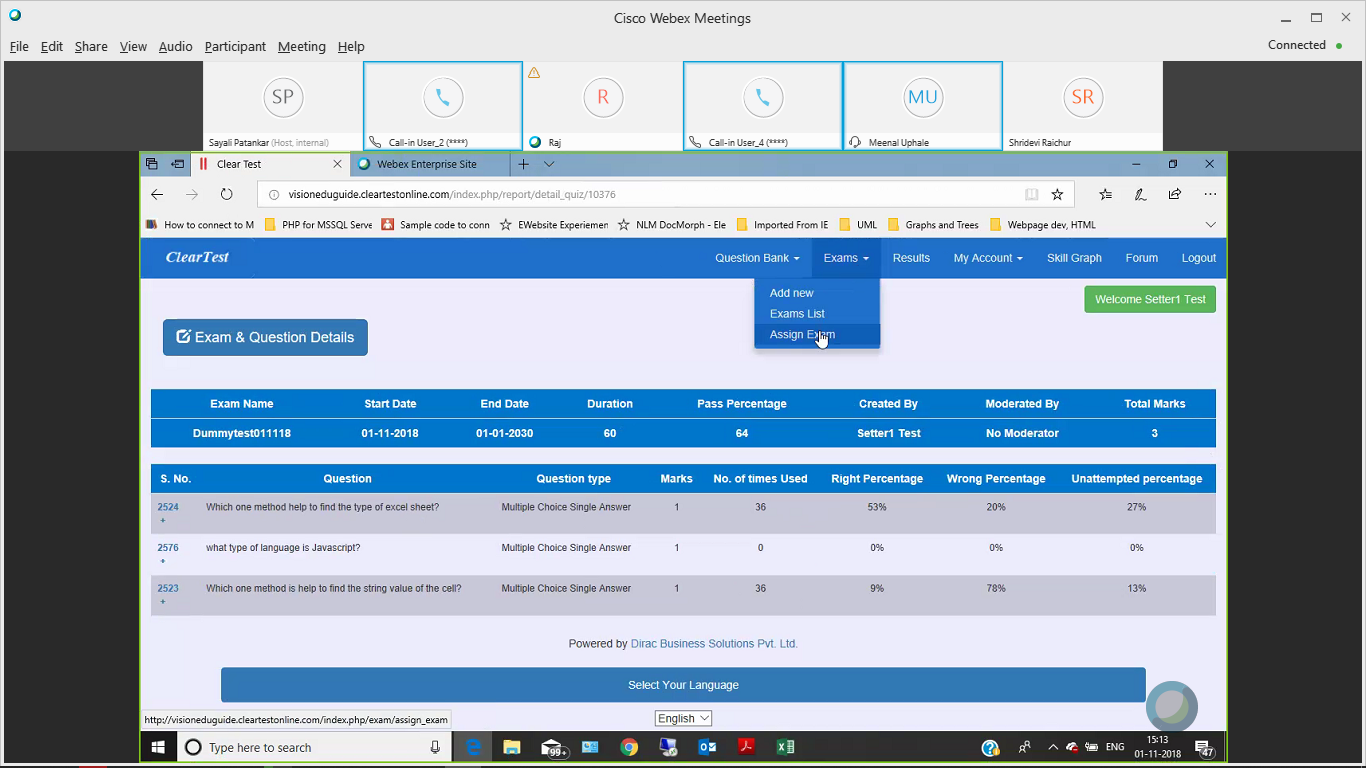 Cisco Webex Meetings
File Edit Share View Audio Participant Meeting Help
Connected
SP
R
MU
SR
Sayali Patankar (Host, internal)
Call-in User_2 (****)
Raj
Call-in User_4 (****)
Meenal Uphale
Shridevi Raichur
Clear Test
Webex Enterprise Site
visioneduguide.cleartestonline.com/index.php/report/detail_quiz/10376
How to connect to M
PHP for MSSQL Serve
Sample code to conn
EWebsite Experiemen
NLM DocMorph - Ele
Imported From IE
UML
Graphs and Trees
Webpage dev, HTML
ClearTest
Question Bank Exams Results My Account Skill Graph Forum Logout
Add new
Exams List
Assign Exam
Welcome Setter1 Test
Exam & Question Details
Exam Name Start Date End Date Duration Pass Percentage Created By Moderated By Total Marks
Dummytest011118 01-11-2018 01-01-2030 60 64 Setter1 Test No Moderator 3
S. No. Question Question type Marks No. of times Used Right Percentage Wrong Percentage Unattempted percentage
2524 Which one method help to find the type of excel sheet? Multiple Choice Single Answer 1 36 53% 20% 27%
+
2576 what type of language is Javascript? Multiple Choice Single Answer 1 0 0% 0% 0%
+
2523 Which one method is help to find the string value of the cell? Multiple Choice Single Answer 1 36 9% 78% 13%
+
Powered by Dirac Business Solutions Pvt. Ltd.
Select Your Language
English
http://visioneduguide.cleartestonline.com/index.php/exam/assign_exam
Type here to search
99+
ENG
15:13
01-11-2018
47